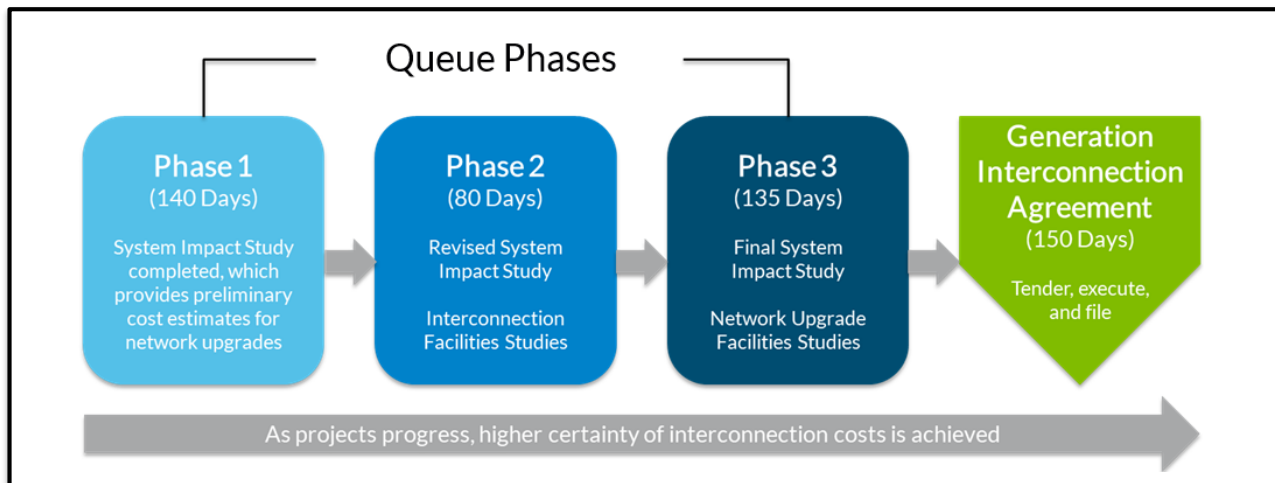 Queue Phases
Phase 1
(140 Days)
System Impact Study
completed, which
provides preliminary
cost estimates for
network upgrades
Phase 2
(80 Days)
Revised System
Impact Study
Interconnection
Facilities Studies
Phase 3
(135 Days)
Final System
Impact Study
Network Upgrade
Facilities Studies
Generation
Interconnection
Agreement
(150 Days)
Tender, execute,
and file
As projects progress, higher certainty of interconnection costs is achieved